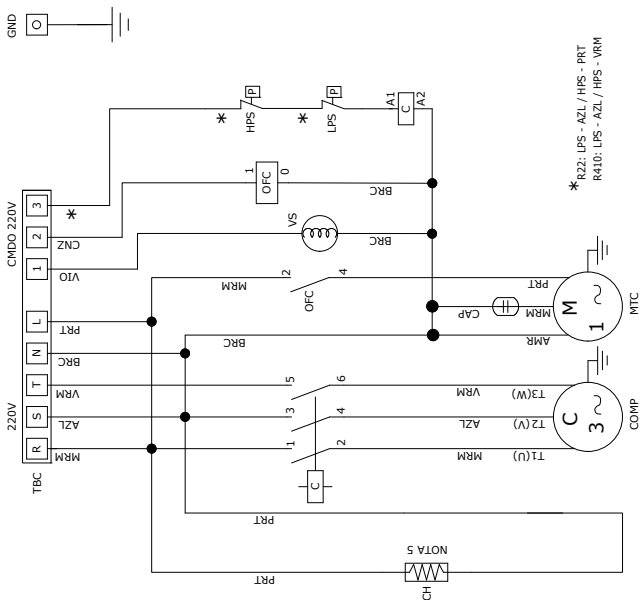 GND
CMDO 220V
220V
R
S
T
N
L
1
2
3
TBC
MRM
AZL
VRM
BRC
PRT
VIO
CNZ
*
*
HPS
P
*
LPS
P
A1
C
A2
1
OFC
0
BRC
VS
BRC
MRM
2
OFC
4
PRT
BRC
CAP
MRM
AMR
M
1 ~
MTC
5
6
3
4
1
2
C
VRM
T3(W)
AZL
T2(V)
MRM
T1(U)
C
3 ~
COMP
PRT
PRT
NOTA 5
CH
* R22: LPS - AZL / HPS - PRT
R410: LPS - AZL / HPS - VRM